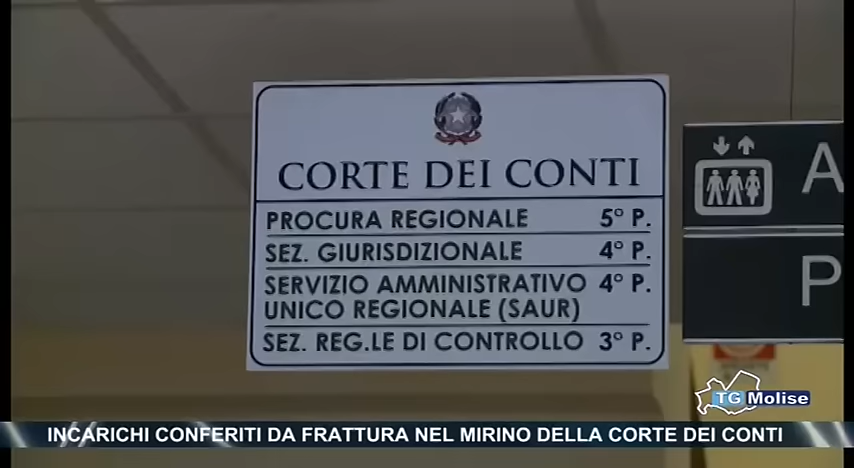 CORTE DEI CONTI
PROCURA REGIONALE 5° P.
SEZ. GIURISDIZIONALE 4° P.
SERVIZIO AMMINISTRATIVO 4° P.
UNICO REGIONALE (SAUR)
SEZ. REG.LE DI CONTROLLO 3° P.
A
P
TG Molise
INCARICHI CONFERITI DA FRATTURA NEL MIRINO DELLA CORTE DEI CONTI